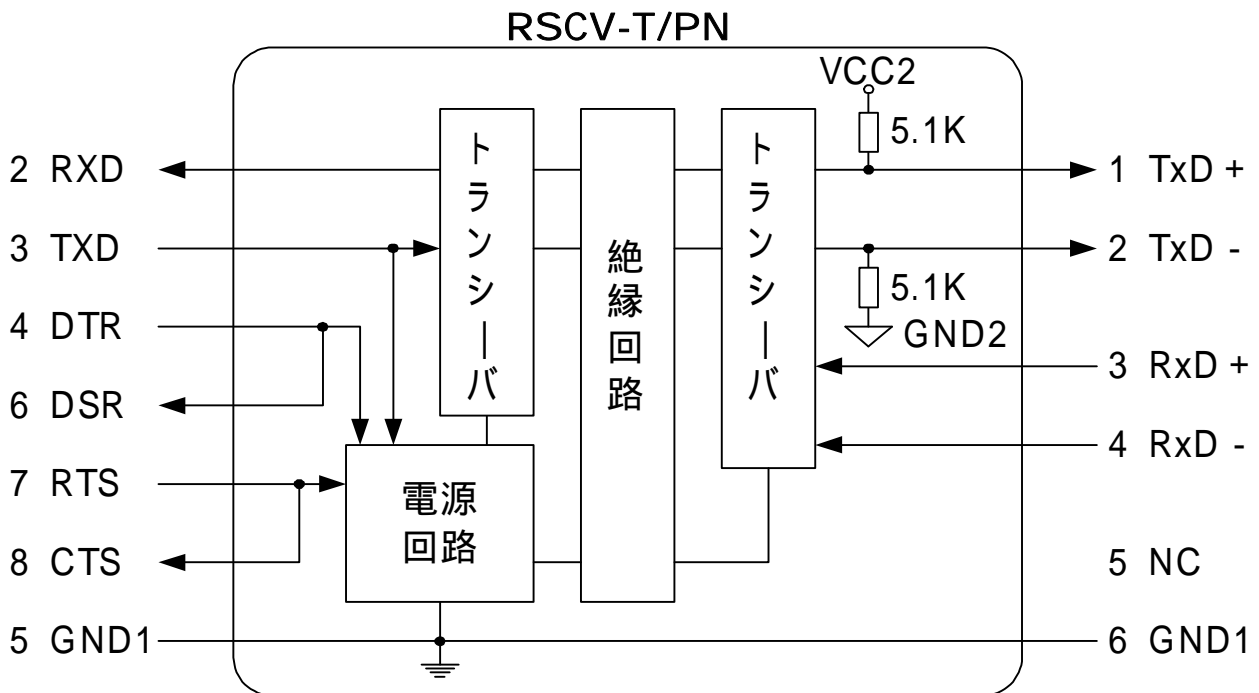 RSCV-T/PN
VCC2
5.1K
2 RXD
1 TxD +
3 TXD
2 TxD -
5.1K
4 DTR
GND2
3 RxD +
6 DSR
4 RxD -
7 RTS
8 CTS
5 NC
5 GND1
6 GND1
トランシーバ
絶縁回路
トランシーバ
電源
回路